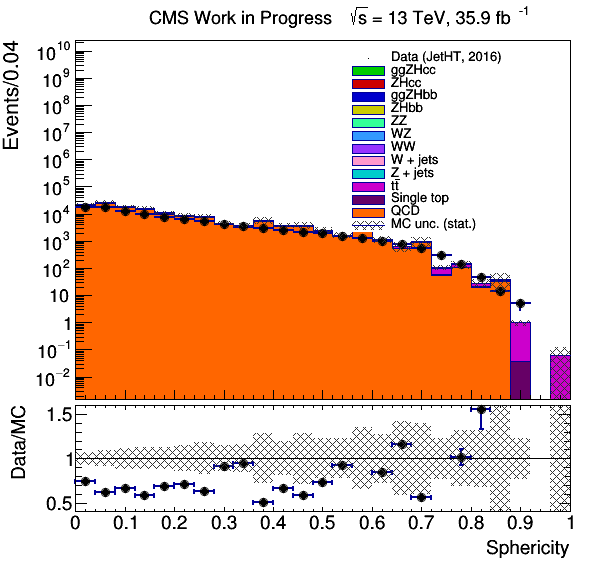 CMS Work in Progress √s = 13 TeV, 35.9 fb⁻¹
Events/0.04
10¹⁰
10⁹
10⁸
10⁷
10⁶
10⁵
10⁴
10³
10²
10
1
10⁻¹
10⁻²
Data (JetHT, 2016)
ggZHcc
ZHcc
ggZHbb
ZHbb
ZZ
WZ
WW
W + jets
Z + jets
tt̄
Single top
QCD
MC unc. (stat.)
Data/MC
1.5
1
0.5
0 0.1 0.2 0.3 0.4 0.5 0.6 0.7 0.8 0.9 1
Sphericity